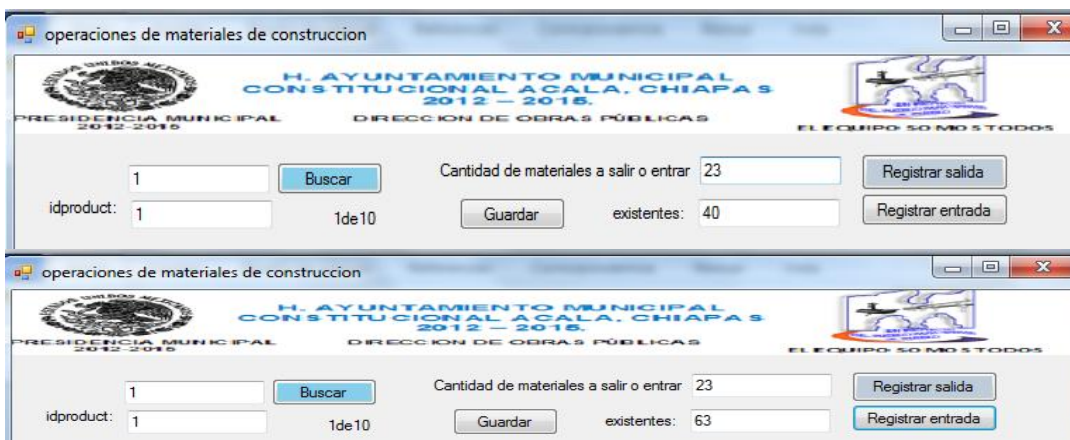 operaciones de materiales de construccion
ESTADOS UNIDOS MEXICANOS
H. AYUNTAMIENTO MUNICIPAL
CONSTITUCIONAL ACALA, CHIAPAS
2012 – 2015.
PRESIDENCIA MUNICIPAL
2012-2015
DIRECCION DE OBRAS PÚBLICAS
EL EQUIPO SOMOS TODOS
1 Buscar Cantidad de materiales a salir o entrar 23 Registrar salida
idproduct: 1 1de10 Guardar existentes: 40 Registrar entrada
operaciones de materiales de construccion
H. AYUNTAMIENTO MUNICIPAL
CONSTITUCIONAL ACALA, CHIAPAS
2012 – 2015.
PRESIDENCIA MUNICIPAL
2012-2015
DIRECCION DE OBRAS PÚBLICAS
EL EQUIPO SOMOS TODOS
1 Buscar Cantidad de materiales a salir o entrar 23 Registrar salida
idproduct: 1 1de10 Guardar existentes: 63 Registrar entrada